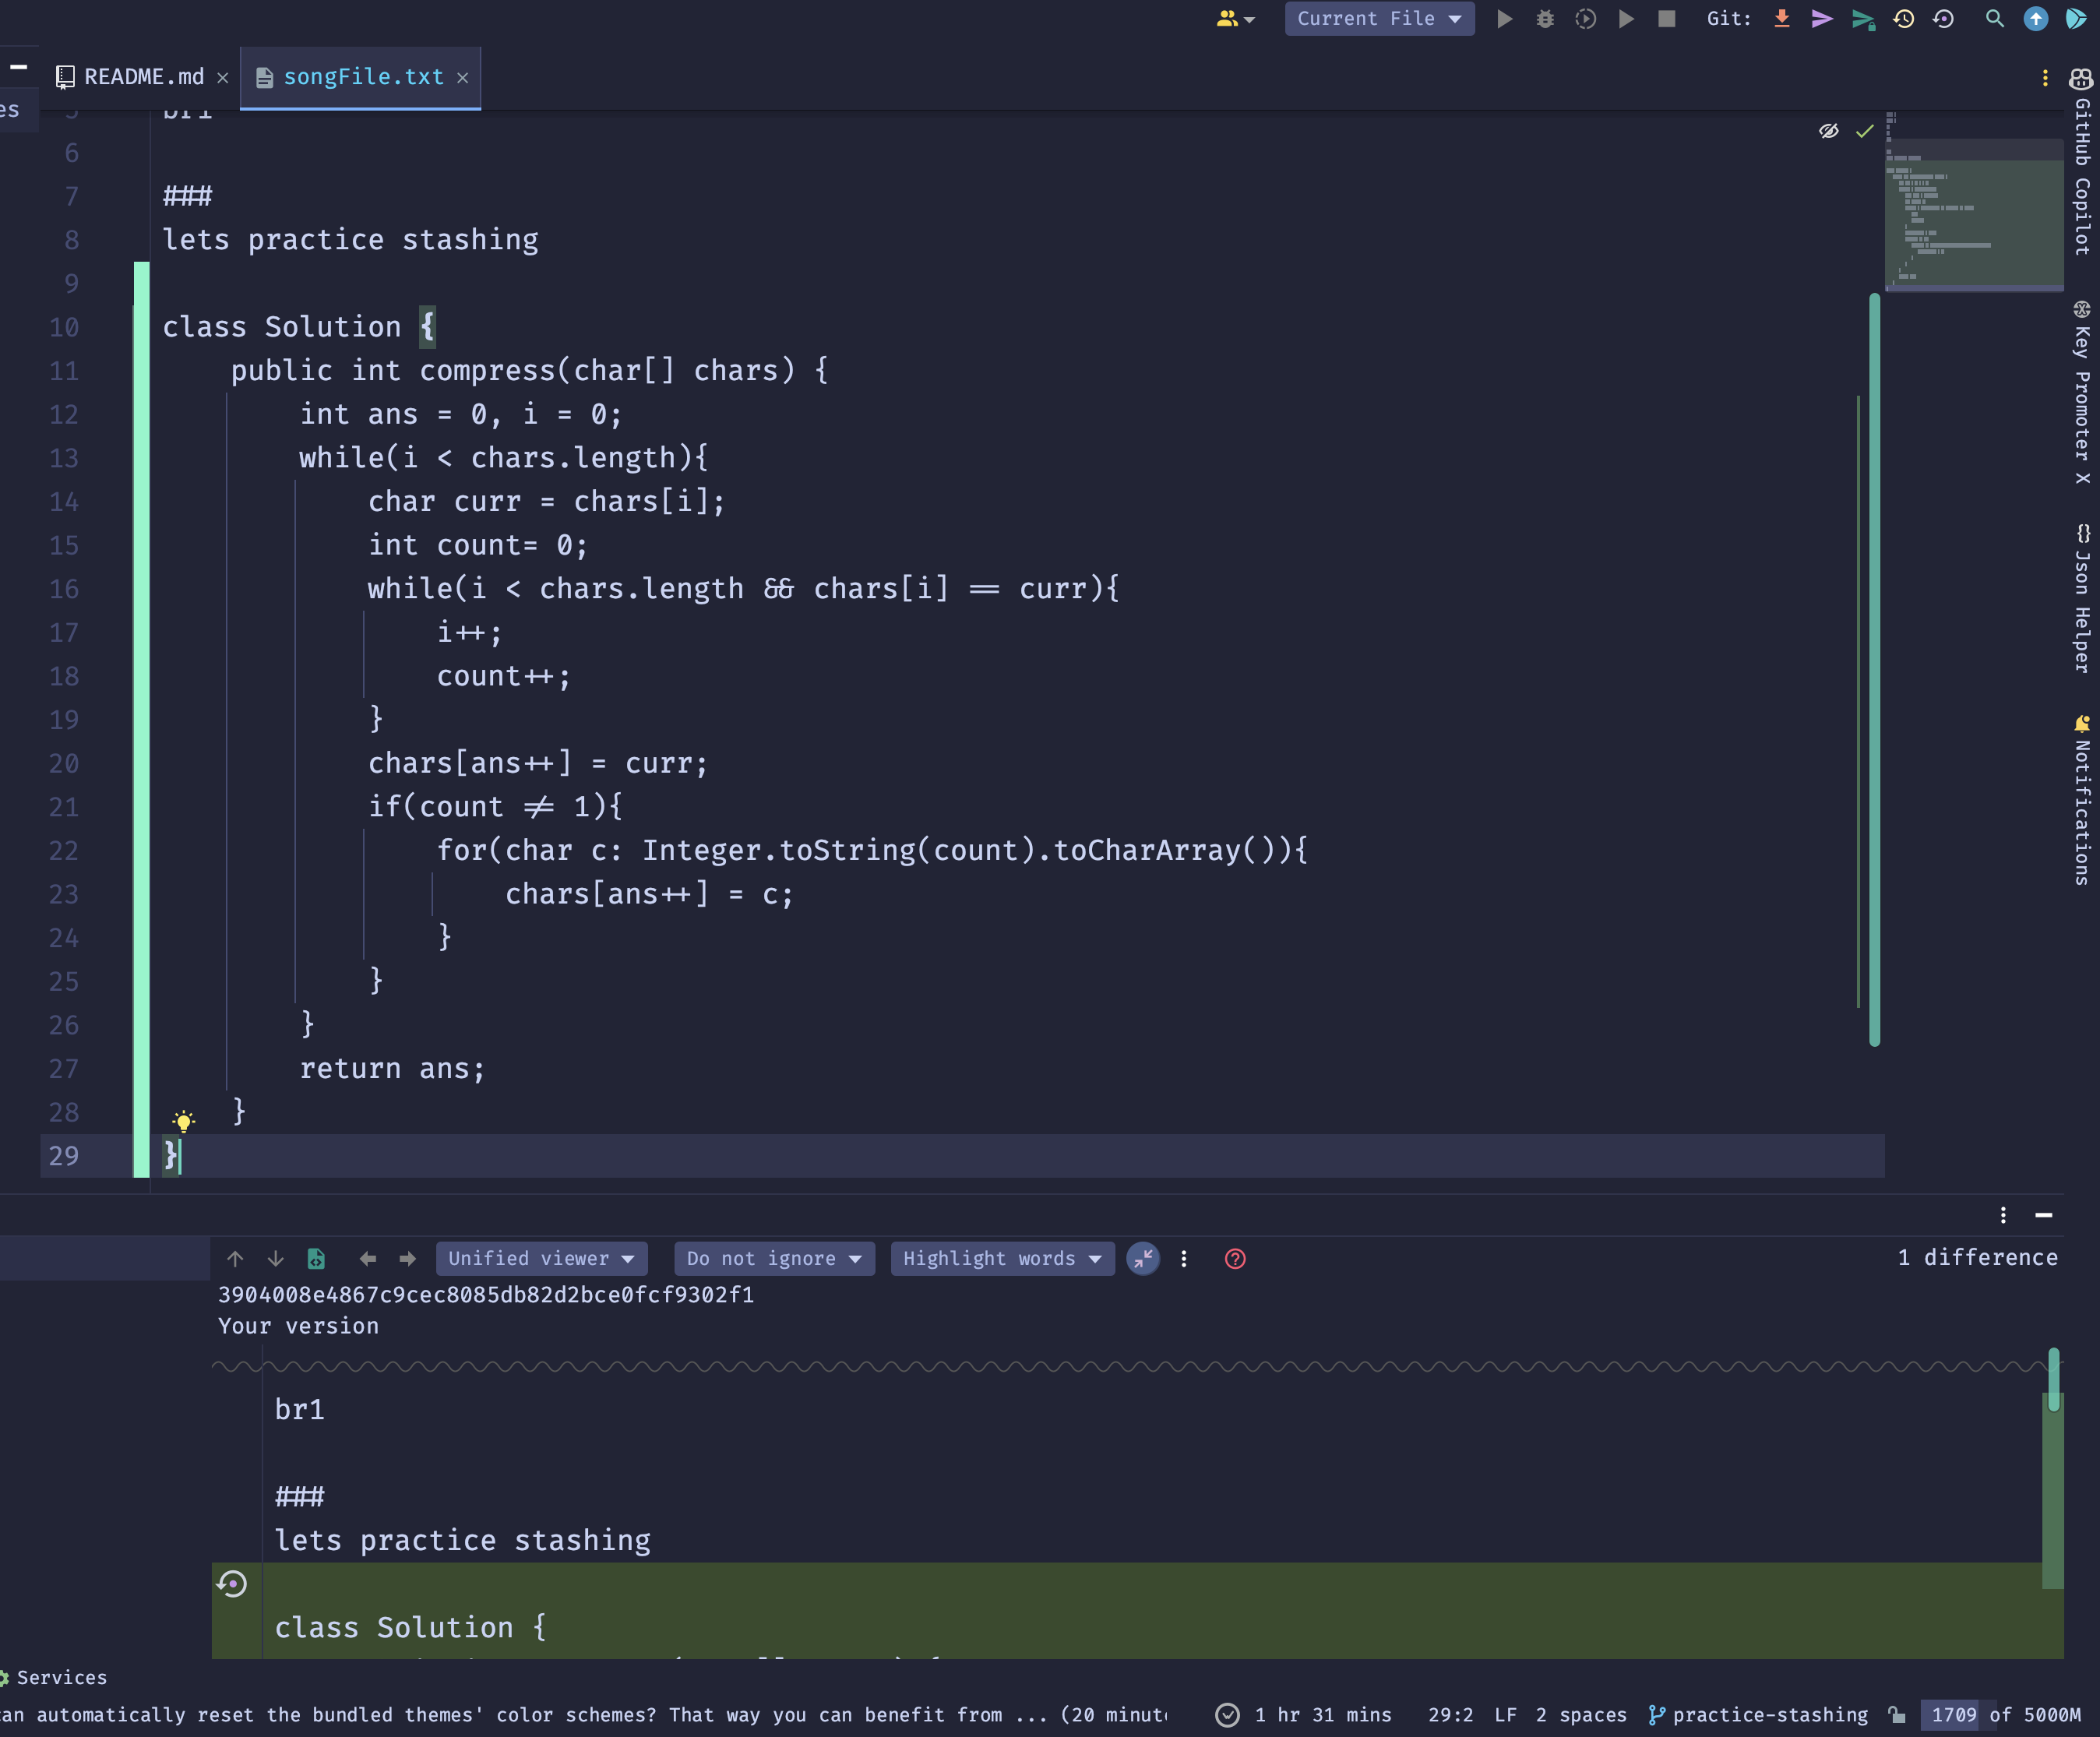 Current File
Git:
es
README.md
songFile.txt
5 br1
6
7 ###
8 lets practice stashing
9
10 class Solution {
11 public int compress(char[] chars) {
12 int ans = 0, i = 0;
13 while(i < chars.length){
14 char curr = chars[i];
15 int count= 0;
16 while(i < chars.length && chars[i] == curr){
17 i++;
18 count++;
19 }
20 chars[ans++] = curr;
21 if(count != 1){
22 for(char c: Integer.toString(count).toCharArray()){
23 chars[ans++] = c;
24 }
25 }
26 }
27 return ans;
28 }
29 }
GitHub Copilot
Key Promoter X
{} Json Helper
Notifications
Unified viewer
Do not ignore
Highlight words
1 difference
3904008e4867c9cec8085db82d2bce0fcf9302f1
Your version
br1
###
lets practice stashing
class Solution {
Services
can automatically reset the bundled themes' color schemes? That way you can benefit from ... (20 minut
1 hr 31 mins
29:2
LF
2 spaces
practice-stashing
1709 of 5000M